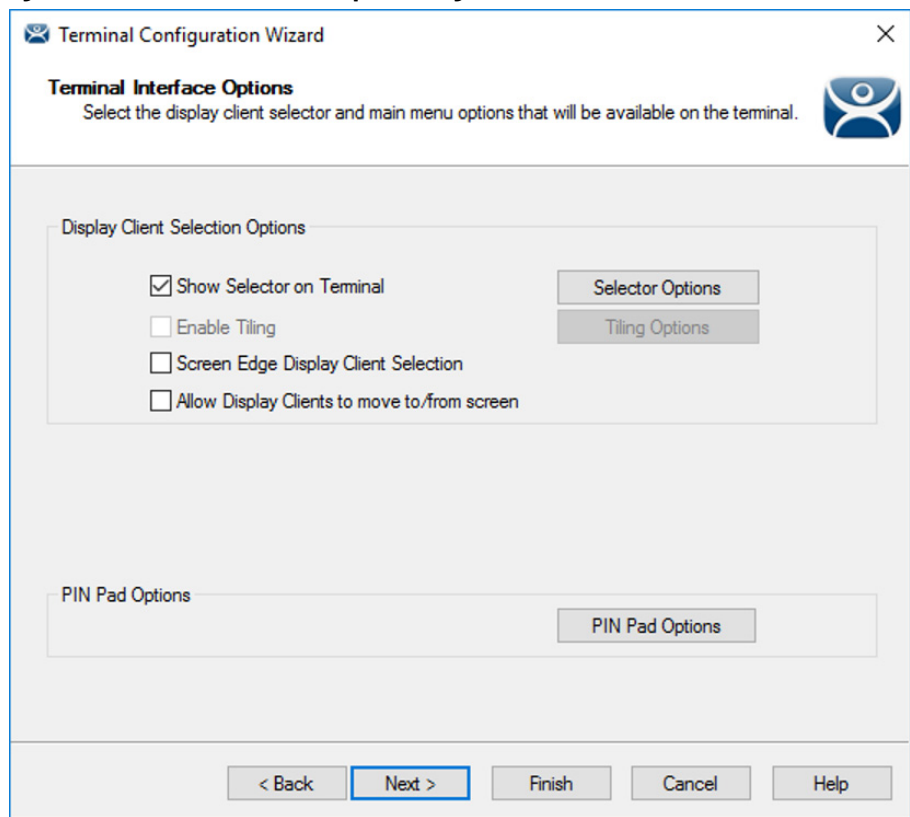 Terminal Configuration Wizard
Terminal Interface Options
Select the display client selector and main menu options that will be available on the terminal.
Display Client Selection Options
Show Selector on Terminal
Selector Options
Enable Tiling
Tiling Options
Screen Edge Display Client Selection
Allow Display Clients to move to/from screen
PIN Pad Options
PIN Pad Options
< Back
Next >
Finish
Cancel
Help